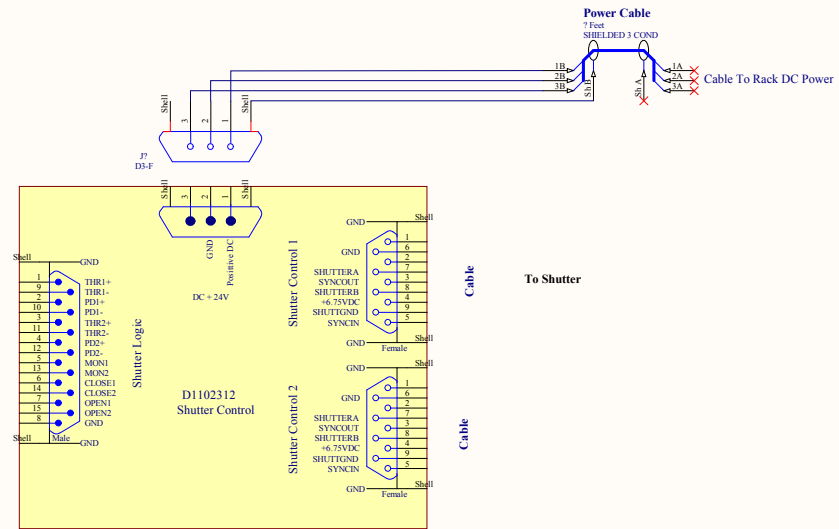 Power Cable
? Feet
SHIELDED 3 COND
1B
2B
3B
Sh B
Sh A
1A
2A
3A
Cable To Rack DC Power
Shell
3
2
1
Shell
J?
D3-F
Shell
3
2
1
Shell
GND
Positive DC
DC + 24V
Shell
GND
1
THR1+
9
THR1-
2
PD1+
10
PD1-
3
THR2+
11
THR2-
4
PD2+
12
PD2-
5
MON1
13
MON2
6
CLOSE1
14
CLOSE2
7
OPEN1
15
OPEN2
8
GND
Shell
Male
GND
Shutter Logic
D1102312
Shutter Control
Shutter Control 1
GND
Shell
1
GND
6
2
SHUTTERA
7
SYNCOUT
3
SHUTTERB
8
+6.75VDC
4
SHUTTGND
9
SYNCIN
5
GND
Female
Shell
Cable
To Shutter
Shutter Control 2
GND
Shell
1
GND
6
2
SHUTTERA
7
SYNCOUT
3
SHUTTERB
8
+6.75VDC
4
SHUTTGND
9
SYNCIN
5
GND
Female
Shell
Cable